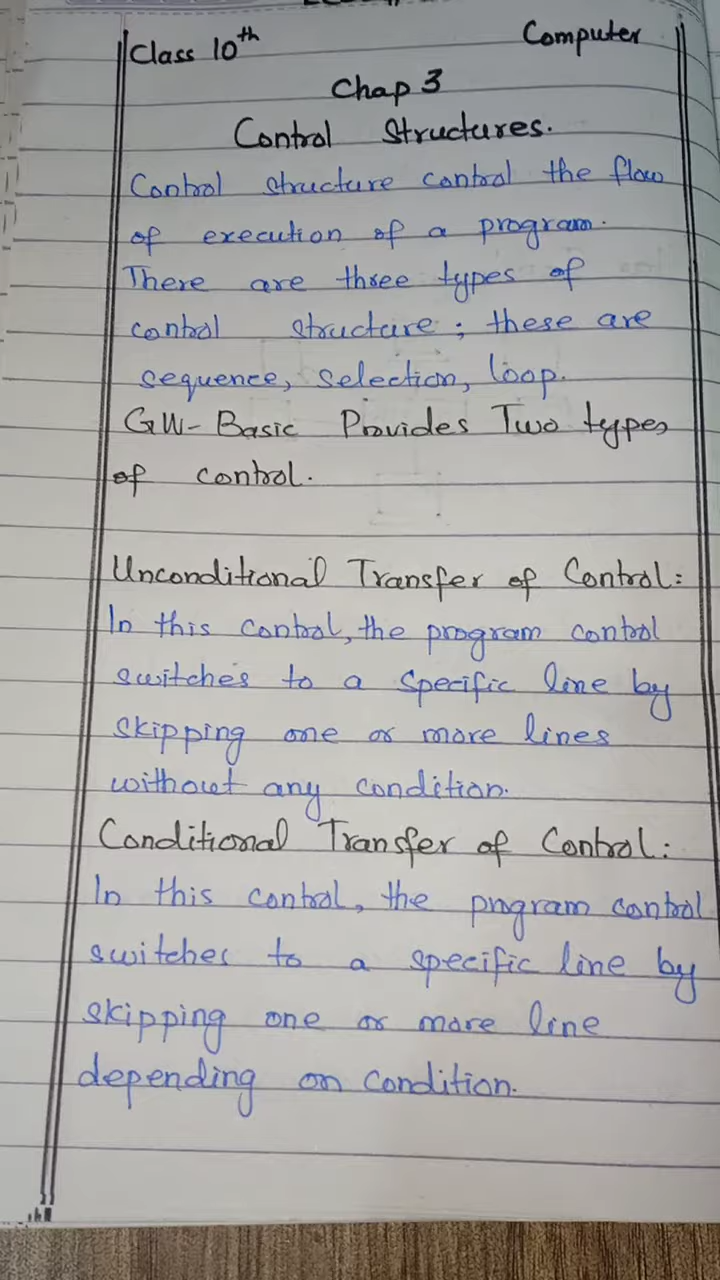 Class 10th Computer
Chap 3
Control Structures.
Control structure control the flow
of execution of a program.
There are three types of
control structure; these are
sequence, selection, loop.
GW-Basic Provides Two types
of control.
Unconditional Transfer of Control:
In this control, the program control
switches to a specific line by
skipping one or more lines
without any condition.
Conditional Transfer of Control:
In this control, the program control
switches to a specific line by
skipping one or more line
depending on condition.